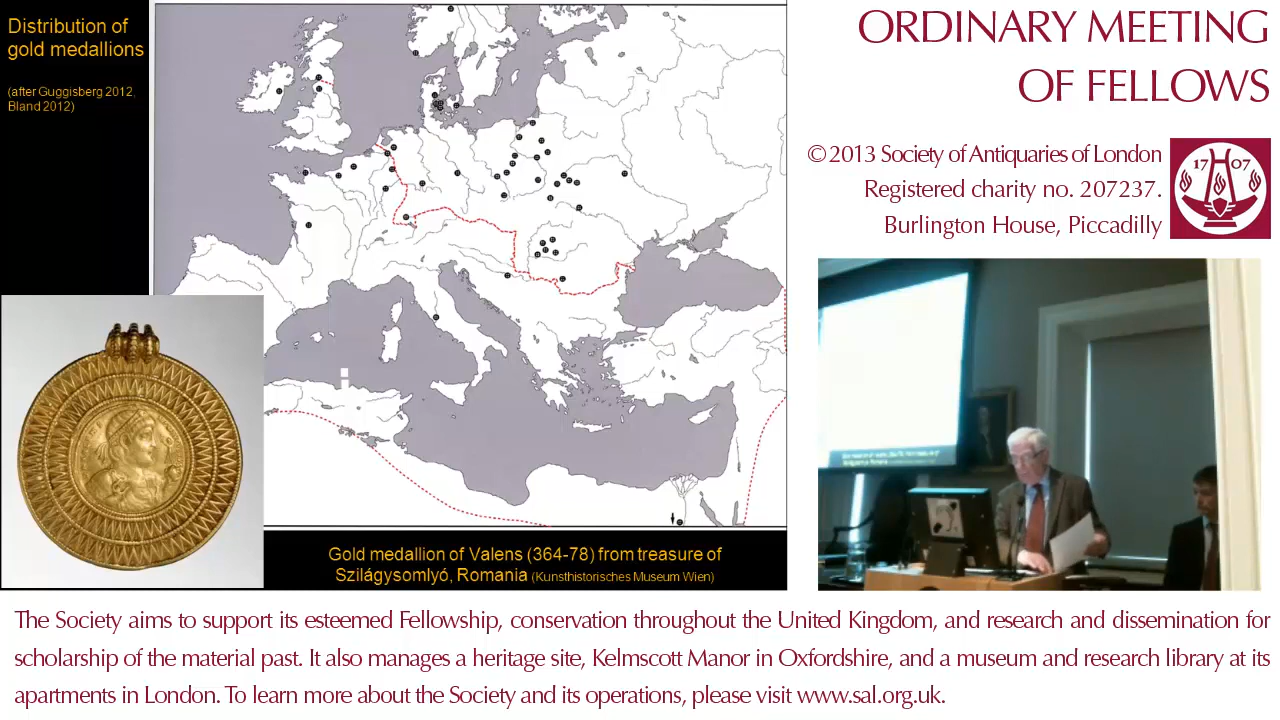 Distribution of
gold medallions
(after Guggisberg 2012,
Bland 2012)
Gold medallion of Valens (364-78) from treasure of
Szilágysomlyó, Romania (Kunsthistorisches Museum Wien)
ORDINARY MEETING
OF FELLOWS
© 2013 Society of Antiquaries of London
Registered charity no. 207237.
Burlington House, Piccadilly
17 07
The Society aims to support its esteemed Fellowship, conservation throughout the United Kingdom, and research and dissemination for
scholarship of the material past. It also manages a heritage site, Kelmscott Manor in Oxfordshire, and a museum and research library at its
apartments in London. To learn more about the Society and its operations, please visit www.sal.org.uk.